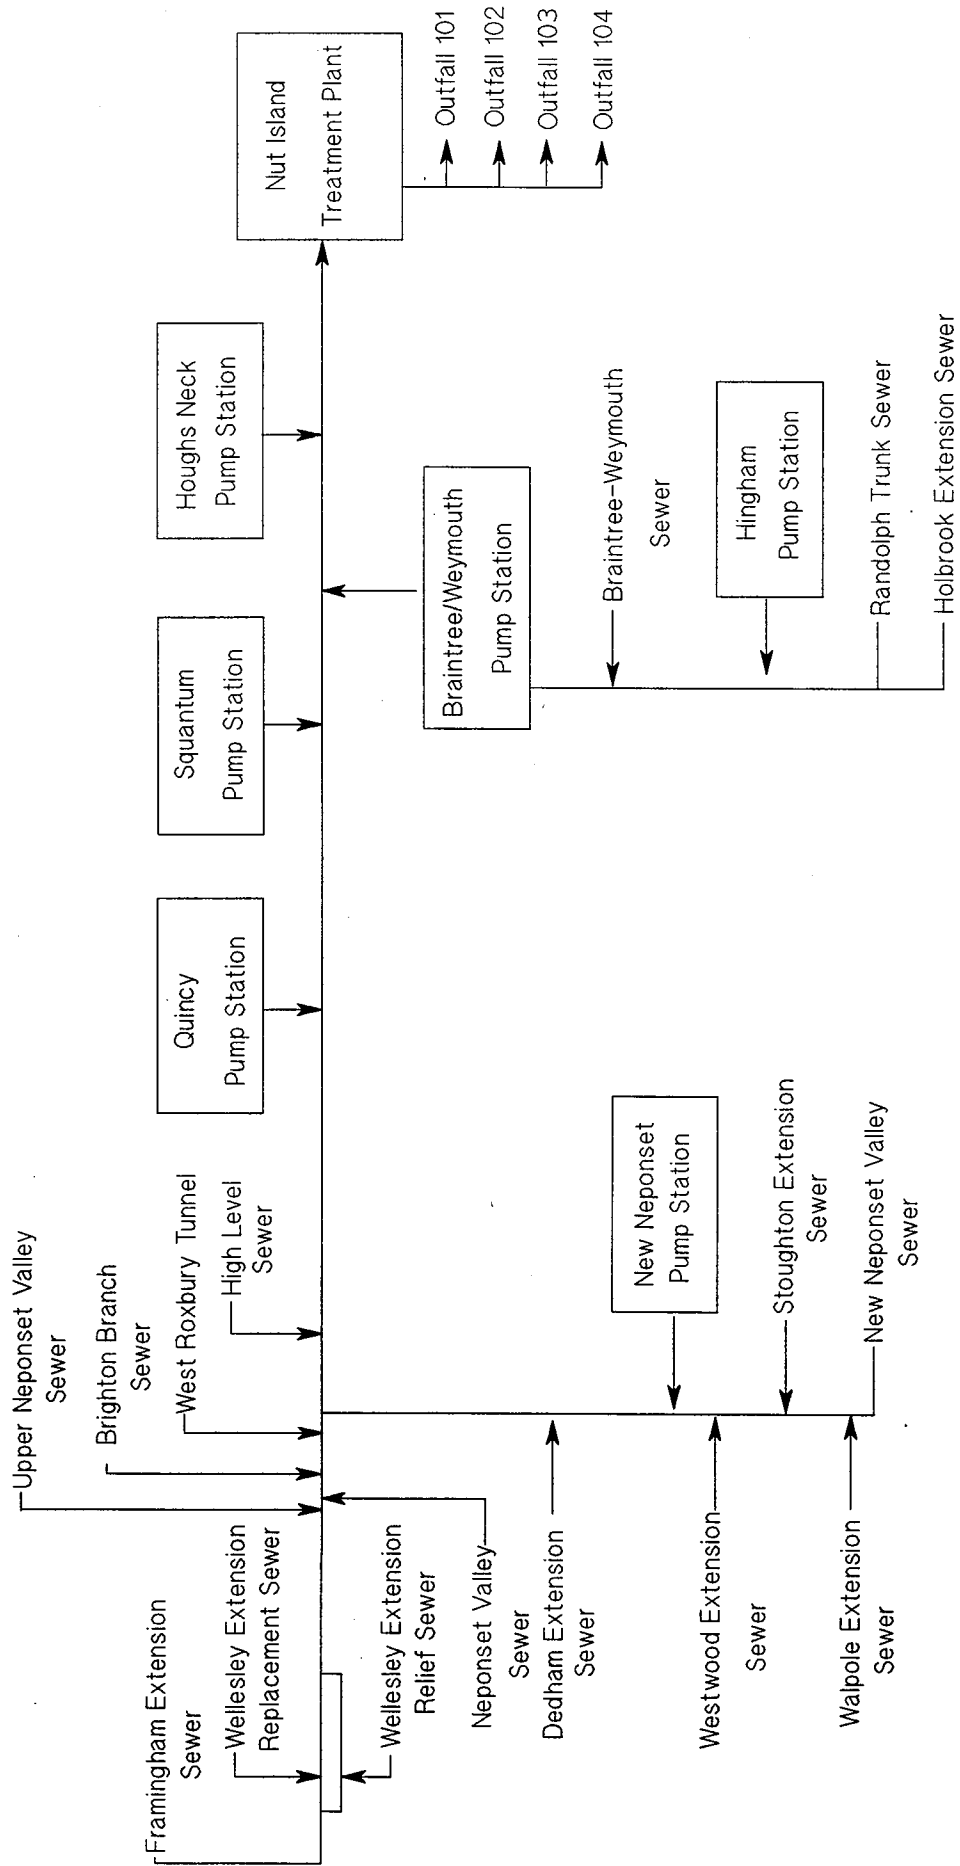 Upper Neponset Valley
Sewer
Brighton Branch
Sewer
West Roxbury Tunnel
High Level
Sewer
Framingham Extension
Sewer
Wellesley Extension
Replacement Sewer
Wellesley Extension
Relief Sewer
Neponset Valley
Sewer
Dedham Extension
Sewer
Westwood Extension
Sewer
Walpole Extension
Sewer
New Neponset
Pump Station
Stoughton Extension
Sewer
New Neponset Valley
Sewer
Quincy
Pump Station
Squantum
Pump Station
Houghs Neck
Pump Station
Braintree/Weymouth
Pump Station
Braintree-Weymouth
Sewer
Hingham
Pump Station
Randolph Trunk Sewer
Holbrook Extension Sewer
Nut Island
Treatment Plant
Outfall 101
Outfall 102
Outfall 103
Outfall 104